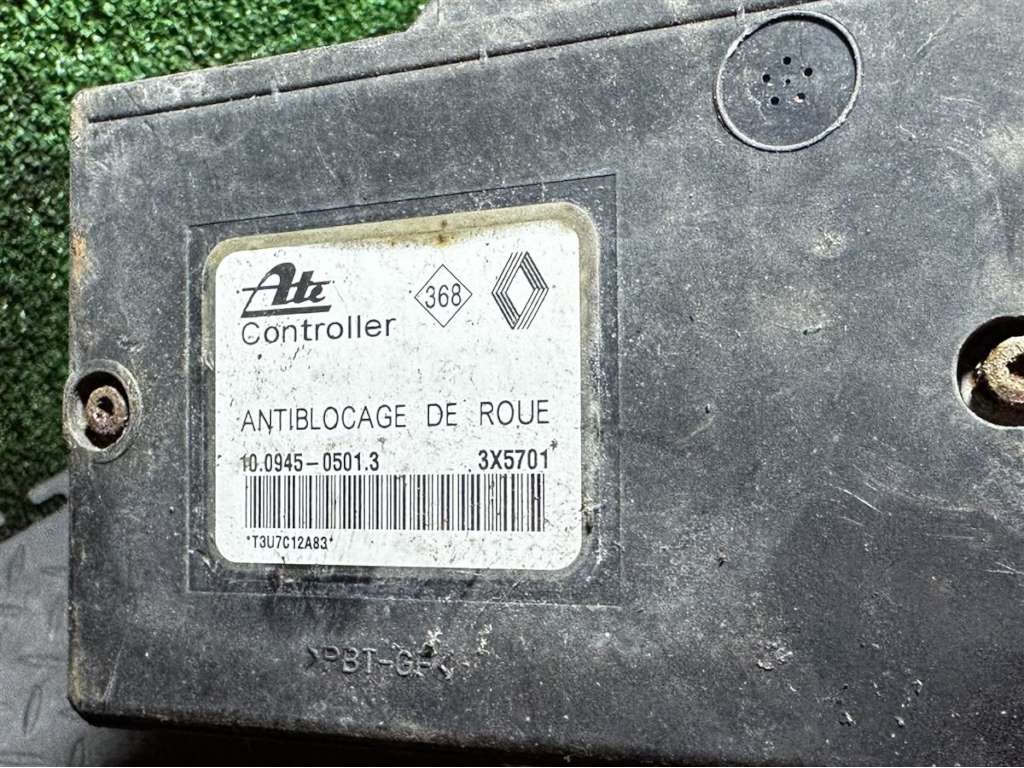 Ate
368
Controller
ANTIBLOCAGE DE ROUE
10.0945-0501.3 3X5701
*T3U7C12A83*